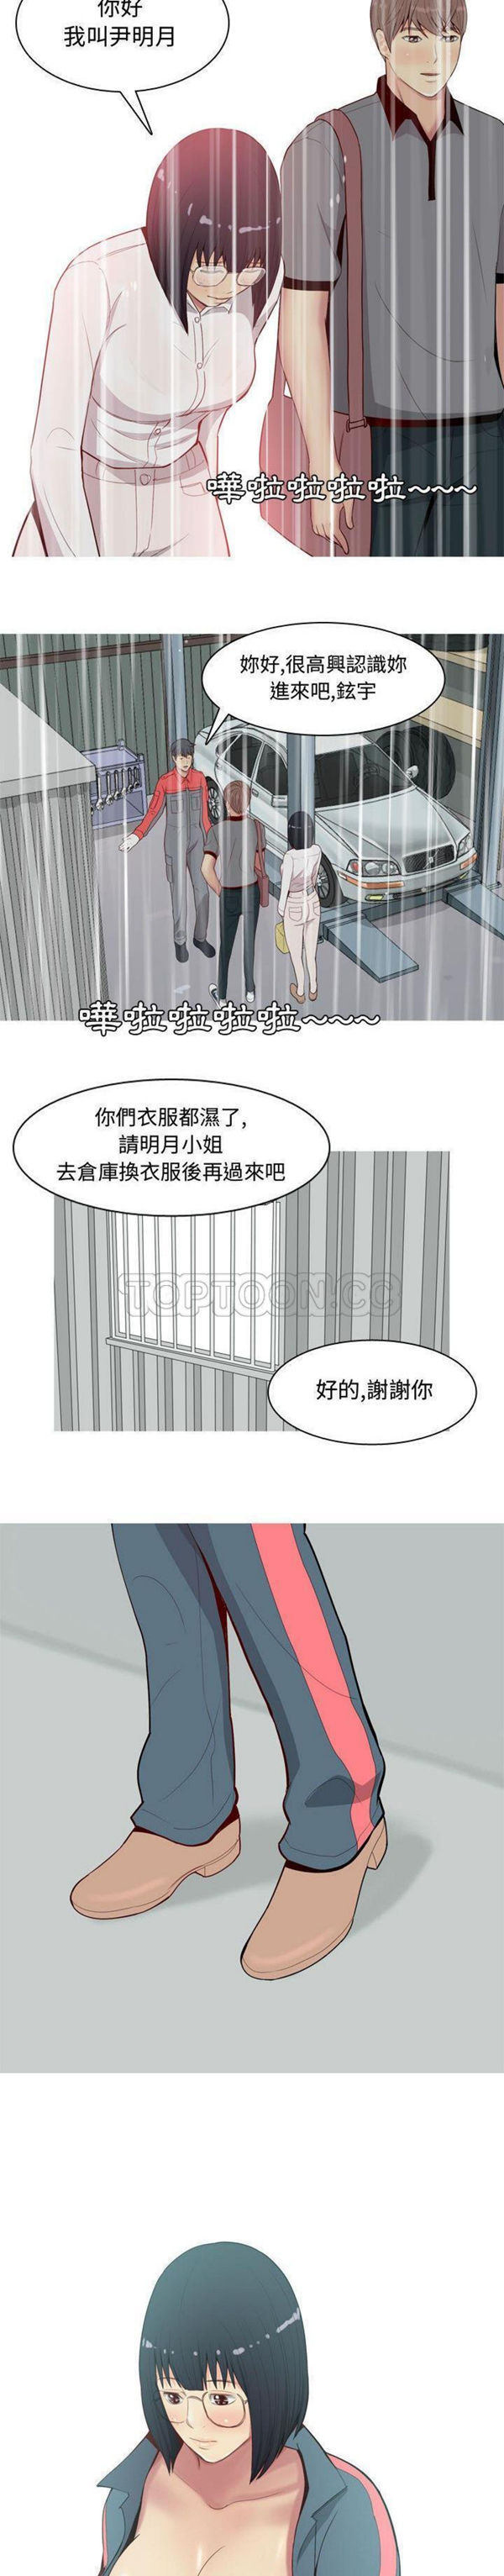 你好
我叫尹明月
嘩啦啦啦啦~~~
妳好,很高興認識妳
進來吧,鉉宇
嘩啦啦啦啦~~~
你們衣服都濕了,
請明月小姐
去倉庫換衣服後再過來吧
TOPTOON.CC
好的,謝謝你